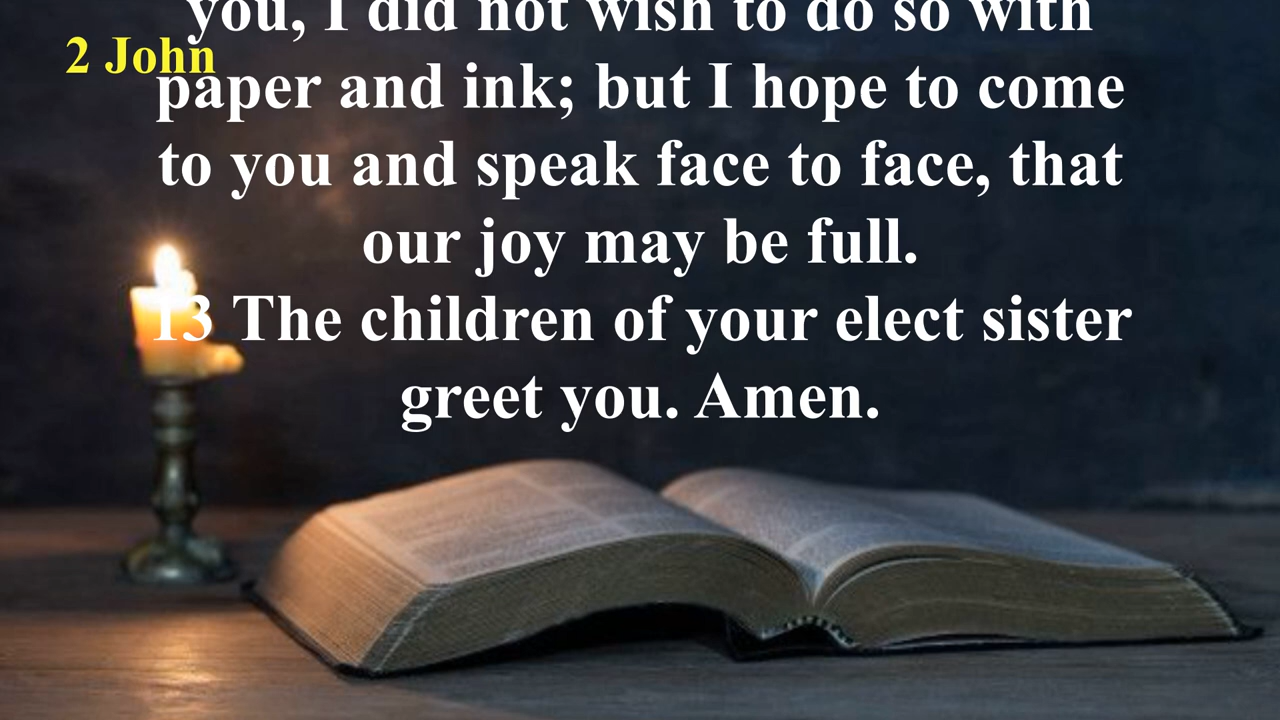 2 John
you, I did not wish to do so with
paper and ink; but I hope to come
to you and speak face to face, that
our joy may be full.
13 The children of your elect sister
greet you. Amen.